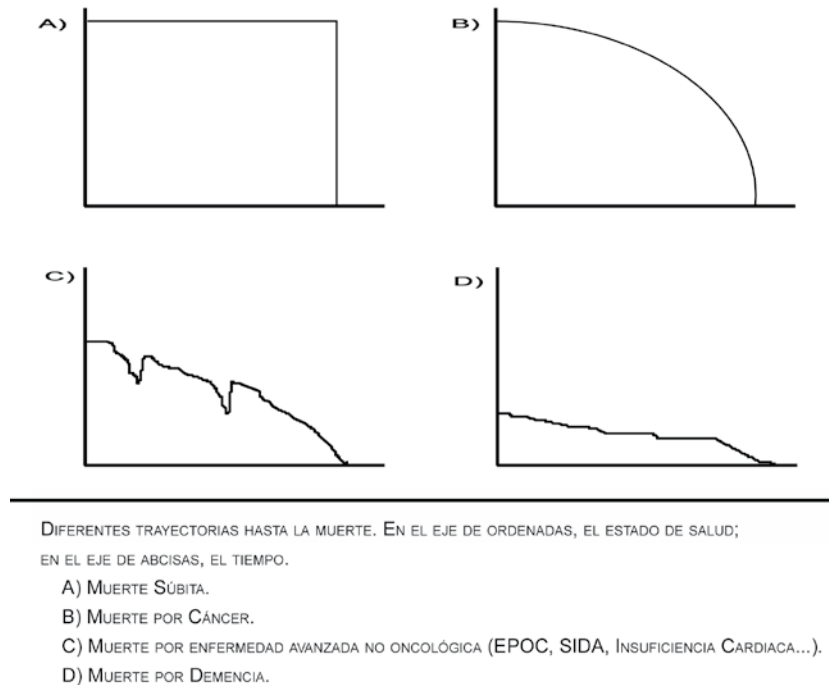 A)
B)
C)
D)
Diferentes trayectorias hasta la muerte. En el eje de ordenadas, el estado de salud;
en el eje de abcisas, el tiempo.
A) Muerte Súbita.
B) Muerte por Cáncer.
C) Muerte por enfermedad avanzada no oncológica (EPOC, SIDA, Insuficiencia Cardiaca...).
D) Muerte por Demencia.